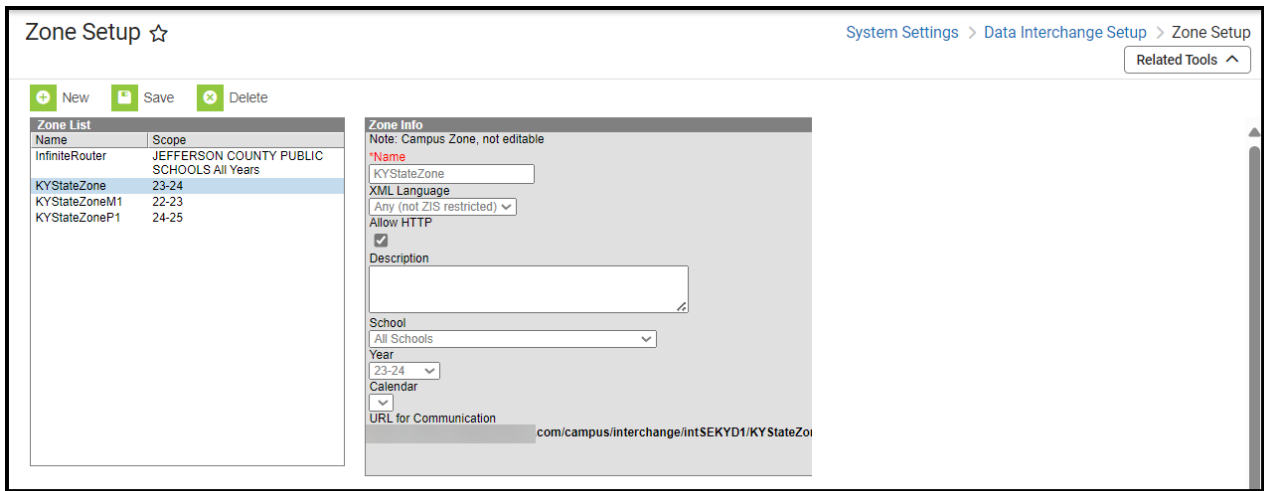 Zone Setup
System Settings > Data Interchange Setup > Zone Setup
Related Tools
New Save Delete
Zone List
Name Scope
InfiniteRouter JEFFERSON COUNTY PUBLIC
SCHOOLS All Years
KYStateZone 23-24
KYStateZoneM1 22-23
KYStateZoneP1 24-25
Zone Info
Note: Campus Zone, not editable
*Name
KYStateZone
XML Language
Any (not ZIS restricted)
Allow HTTP
Description
School
All Schools
Year
23-24
Calendar
URL for Communication
.com/campus/interchange/intSEKYD1/KYStateZo